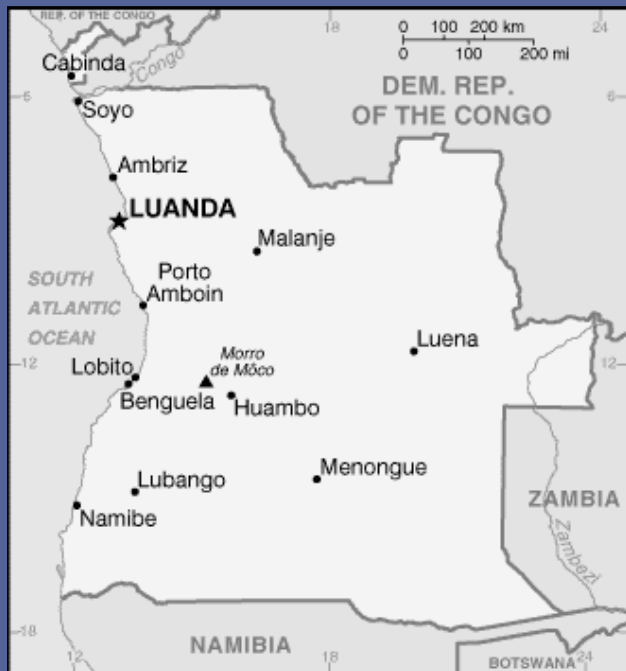 REP. OF THE CONGO
18
24
0 100 200 km
0 100 200 mi
Cabinda
Congo
DEM. REP.
OF THE CONGO
6
6
Soyo
Ambriz
LUANDA
Malanje
SOUTH
ATLANTIC
OCEAN
Porto
Amboin
Luena
12
12
Lobito
Morro
de Môco
Benguela
Huambo
Lubango
Menongue
Namibe
ZAMBIA
Zambezi
18
12
18
24
NAMIBIA
BOTSWANA